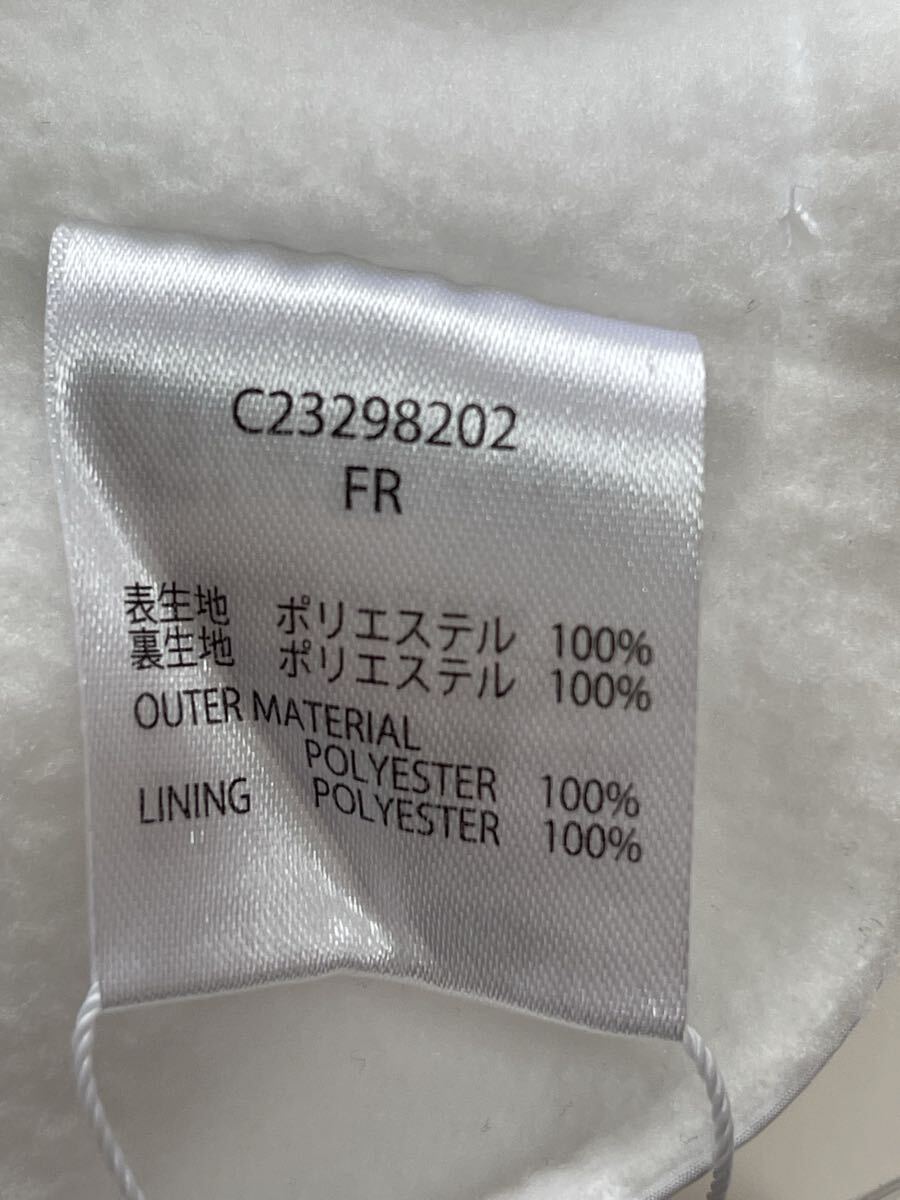 C23298202
FR
表生地 ポリエステル 100%
裏生地 ポリエステル 100%
OUTER MATERIAL
POLYESTER 100%
LINING POLYESTER 100%